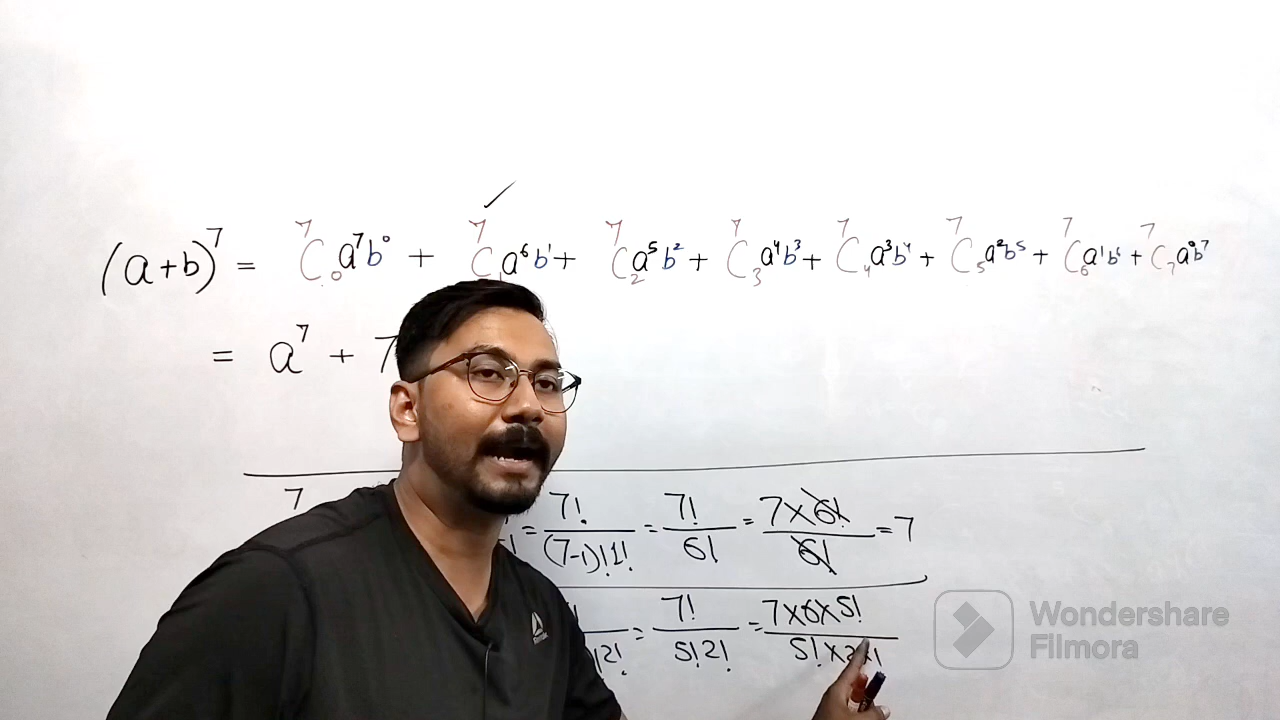 (a+b)⁷ = ⁷C₀a⁷b⁰ + ⁷C₁a⁶b¹ + ⁷C₂a⁵b² + ⁷C₃a⁴b³ + ⁷C₄a³b⁴ + ⁷C₅a²b⁵ + ⁷C₆a¹b⁶ + ⁷C₇a⁰b⁷
= a⁷ + 7
7 = 7!/(7-1)!1! = 7!/6! = 7×6!/6! = 7
2! = 7!/5!2! = 7×6×5!/5!×2×1
Wondershare
Filmora